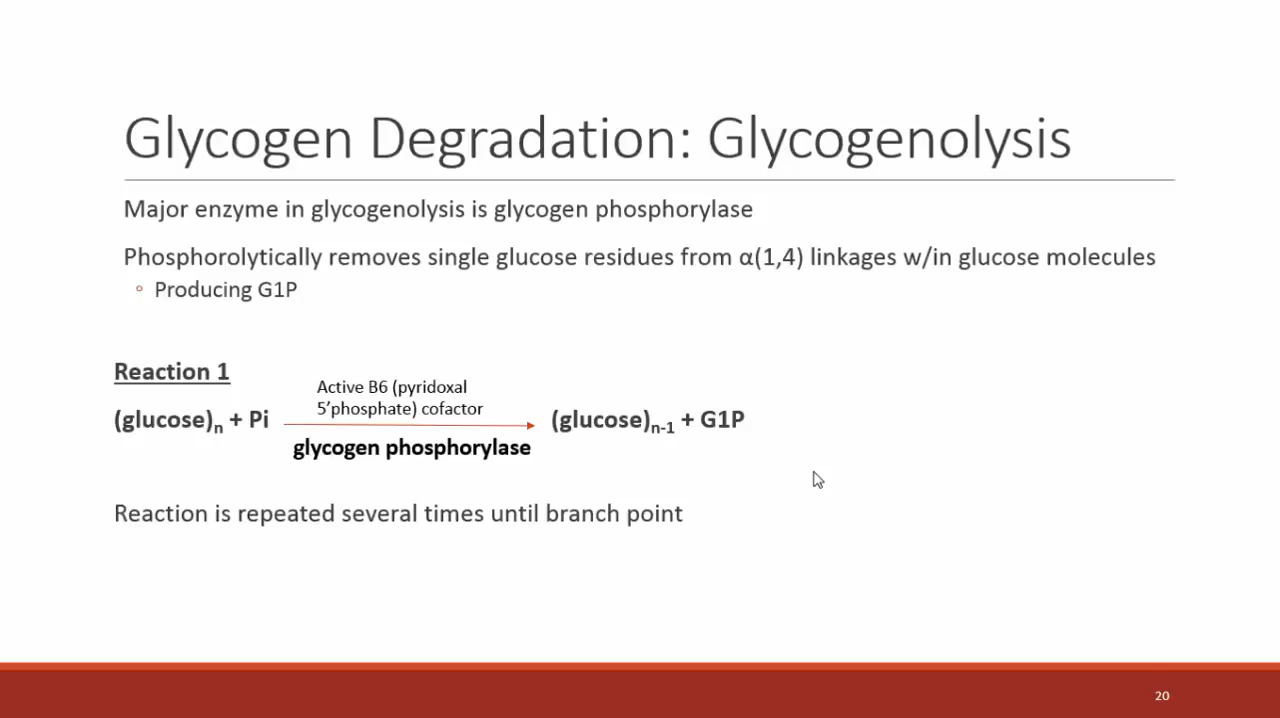 Glycogen Degradation: Glycogenolysis
Major enzyme in glycogenolysis is glycogen phosphorylase
Phosphorolytically removes single glucose residues from α(1,4) linkages w/in glucose molecules
◦ Producing G1P
Reaction 1
Active B6 (pyridoxal
5’phosphate) cofactor
(glucose)n + Pi (glucose)n-1 + G1P
glycogen phosphorylase
Reaction is repeated several times until branch point
20